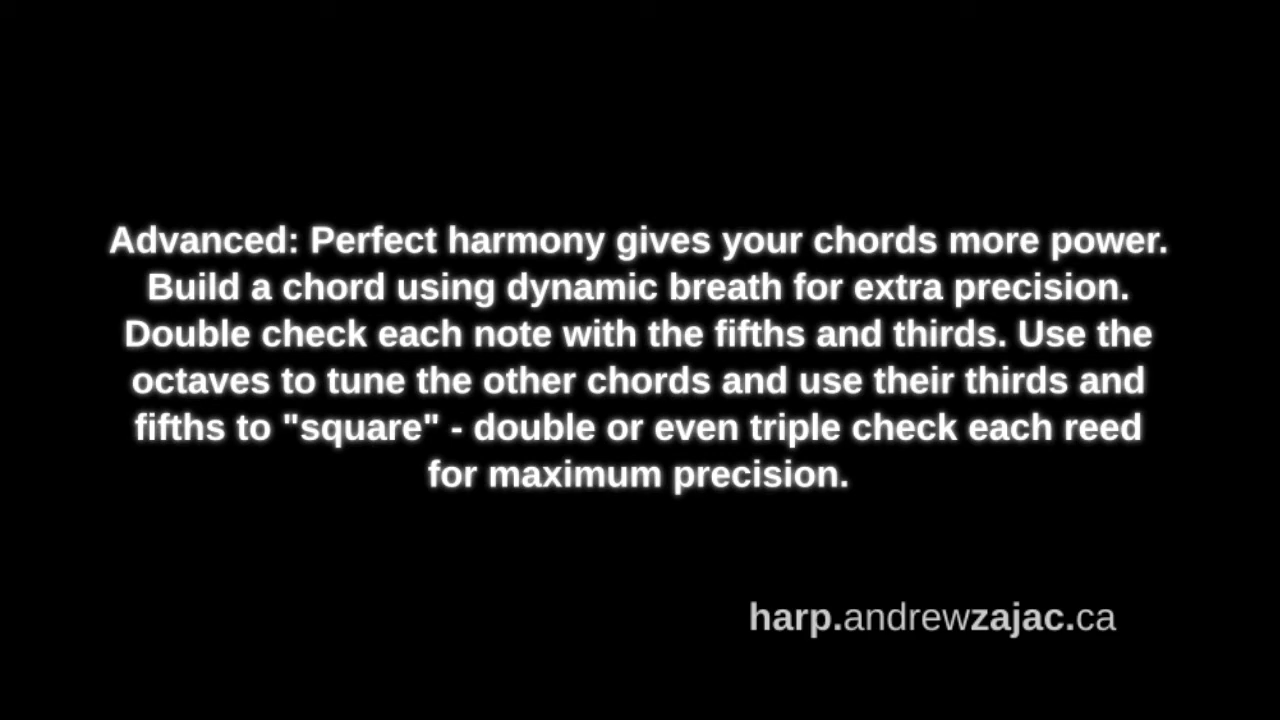 Advanced: Perfect harmony gives your chords more power.
Build a chord using dynamic breath for extra precision.
Double check each note with the fifths and thirds. Use the
octaves to tune the other chords and use their thirds and
fifths to "square" - double or even triple check each reed
for maximum precision.
harp.andrewzajac.ca